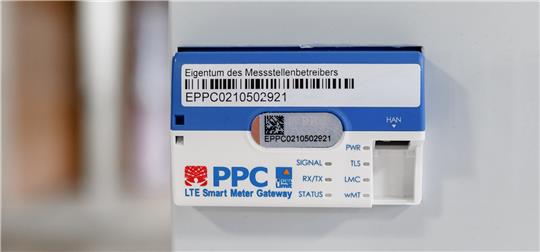 Eigentum des Messstellenbetreibers
EPPC0210502921
HAN
EPPC0210502921
PWR
SIGNAL TLS
PPC RX/TX LMC
LTE Smart Meter Gateway STATUS wMT